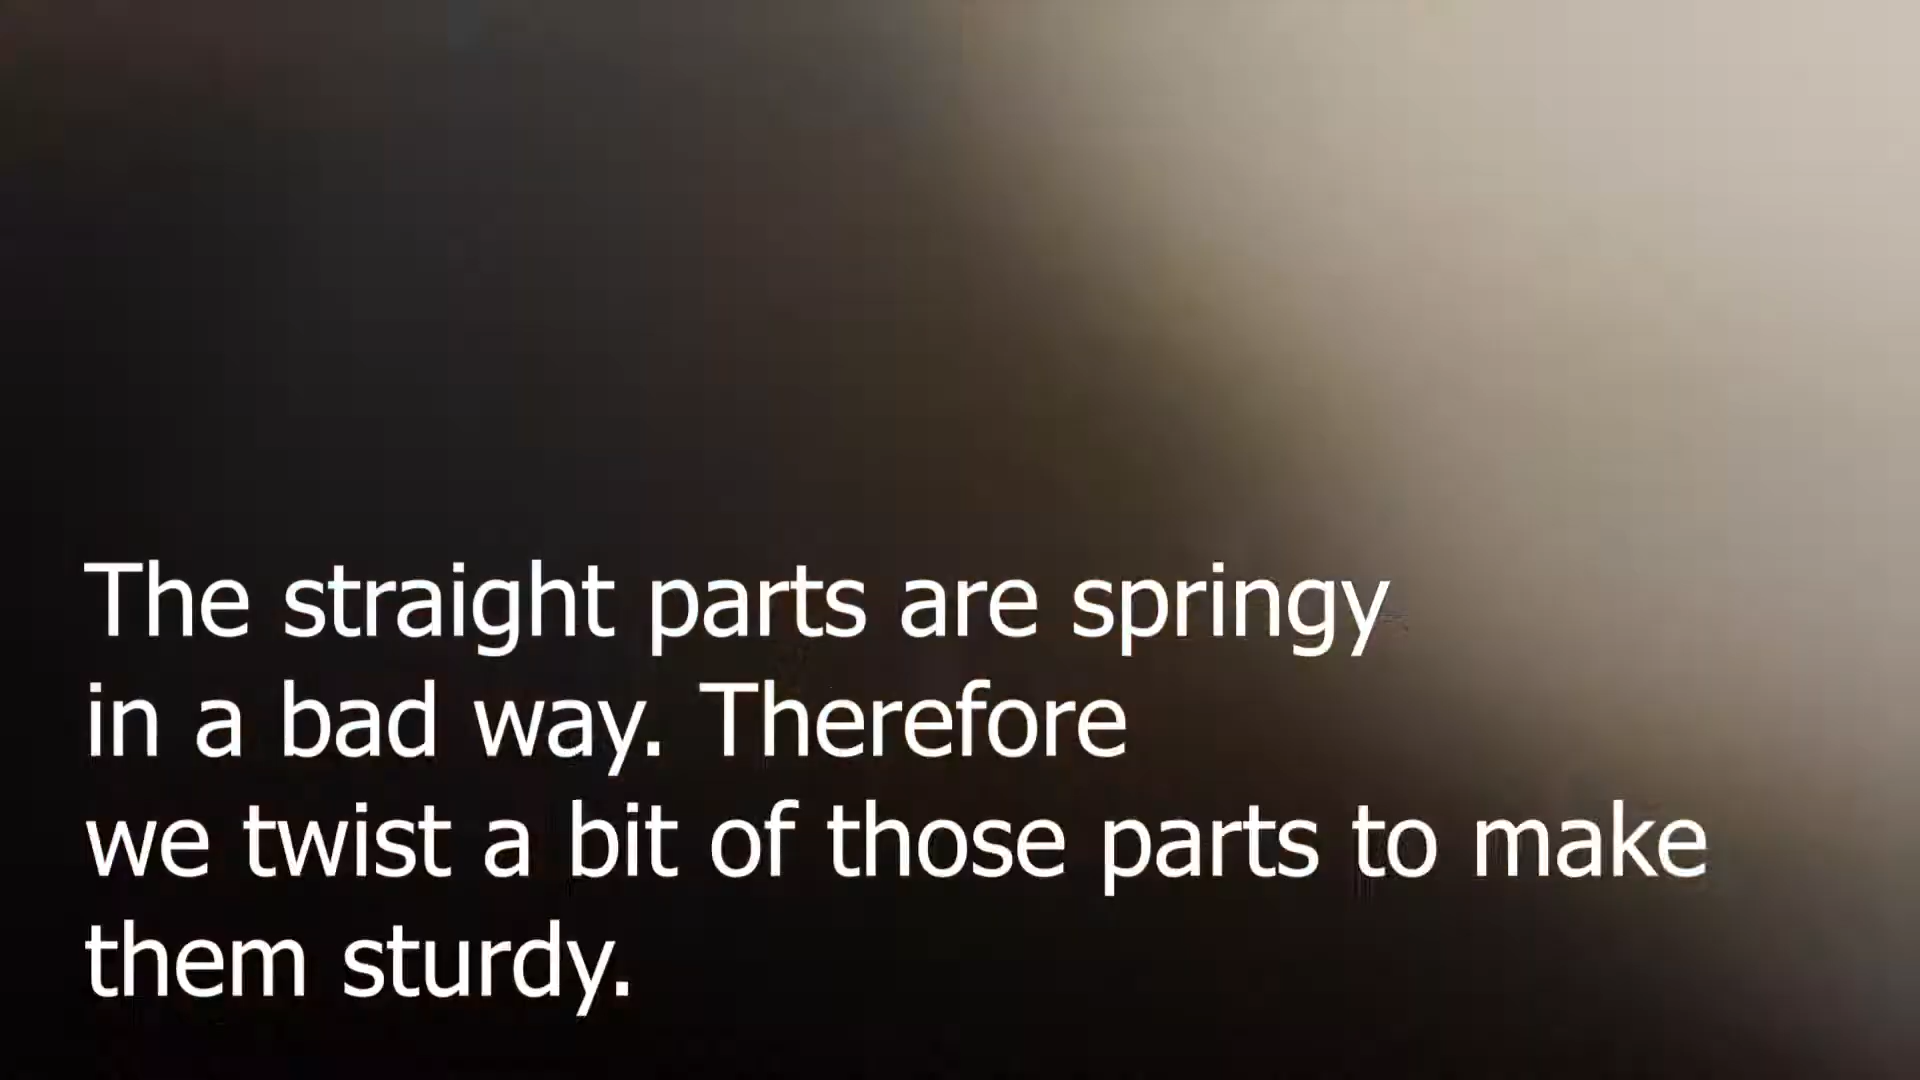 The straight parts are springy
in a bad way. Therefore
we twist a bit of those parts to make
them sturdy.